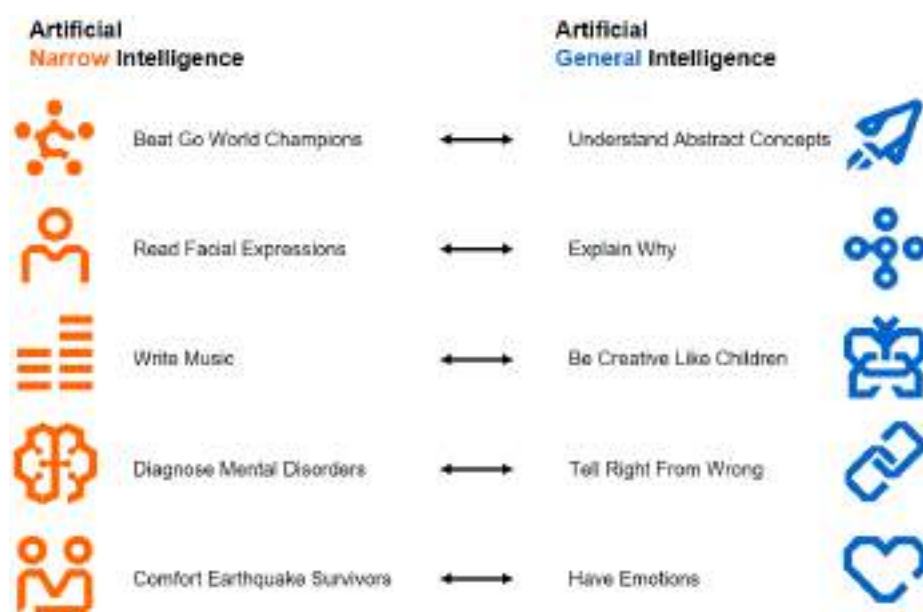 Artificial
Narrow Intelligence
Artificial
General Intelligence
Beat Go World Champions
Understand Abstract Concepts
Read Facial Expressions
Explain Why
Write Music
Be Creative Like Children
Diagnose Mental Disorders
Tell Right From Wrong
Comfort Earthquake Survivors
Have Emotions